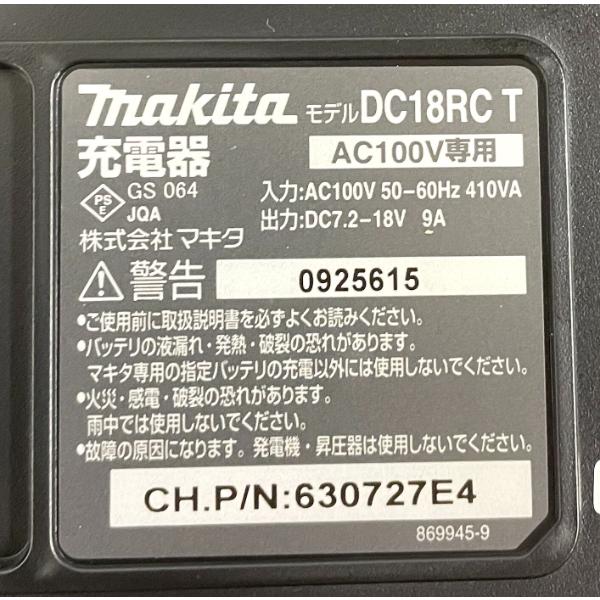 makita モデル DC18RC T
充電器 AC100V専用
PS E GS 064 JQA
入力:AC100V 50-60Hz 410VA
出力:DC7.2-18V 9A
株式会社 マキタ
警告 0925615
•ご使用前に取扱説明書を必ずよくお読みください。
•バッテリの液漏れ・発熱・破裂の恐れがあります。
マキタ専用の指定バッテリの充電以外には使用しないでください。
•火災・感電・破裂の恐れがあります。
雨中では使用しないでください。
•故障の原因になります。発電機・昇圧器は使用しないでください。
CH.P/N:630727E4
869945-9